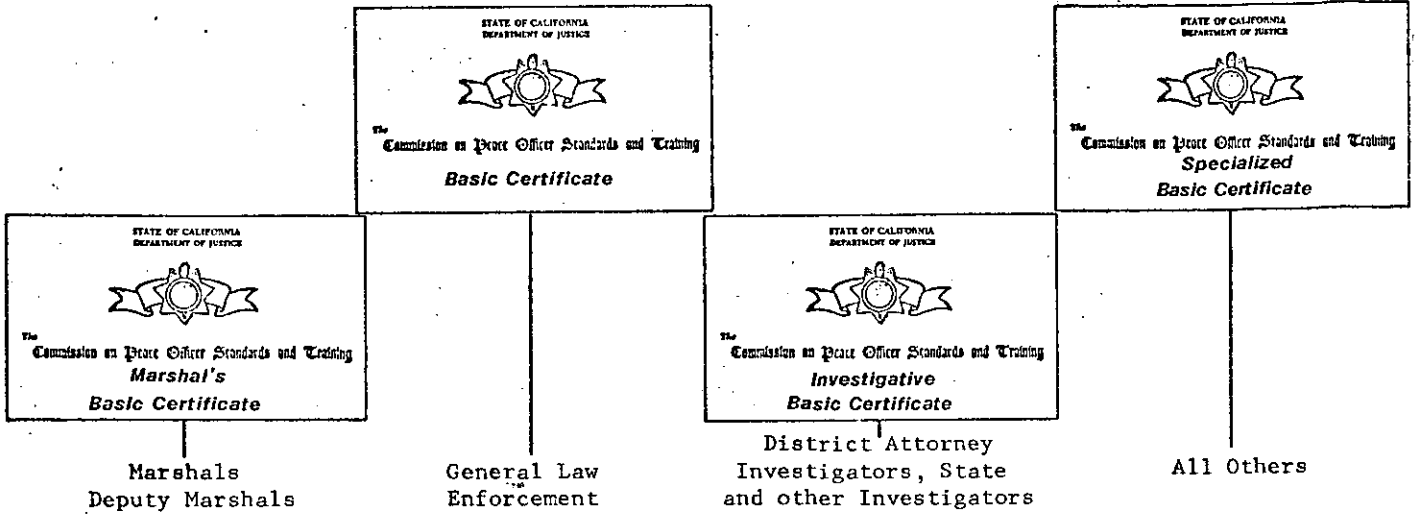 STATE OF CALIFORNIA
DEPARTMENT OF JUSTICE
The
Commission on Peace Officer Standards and Training
Marshal's
Basic Certificate
Marshals
Deputy Marshals
STATE OF CALIFORNIA
DEPARTMENT OF JUSTICE
The
Commission on Peace Officer Standards and Training
Basic Certificate
General Law
Enforcement
STATE OF CALIFORNIA
DEPARTMENT OF JUSTICE
The
Commission on Peace Officer Standards and Training
Investigative
Basic Certificate
District Attorney
Investigators, State
and other Investigators
STATE OF CALIFORNIA
DEPARTMENT OF JUSTICE
The
Commission on Peace Officer Standards and Training
Specialized
Basic Certificate
All Others